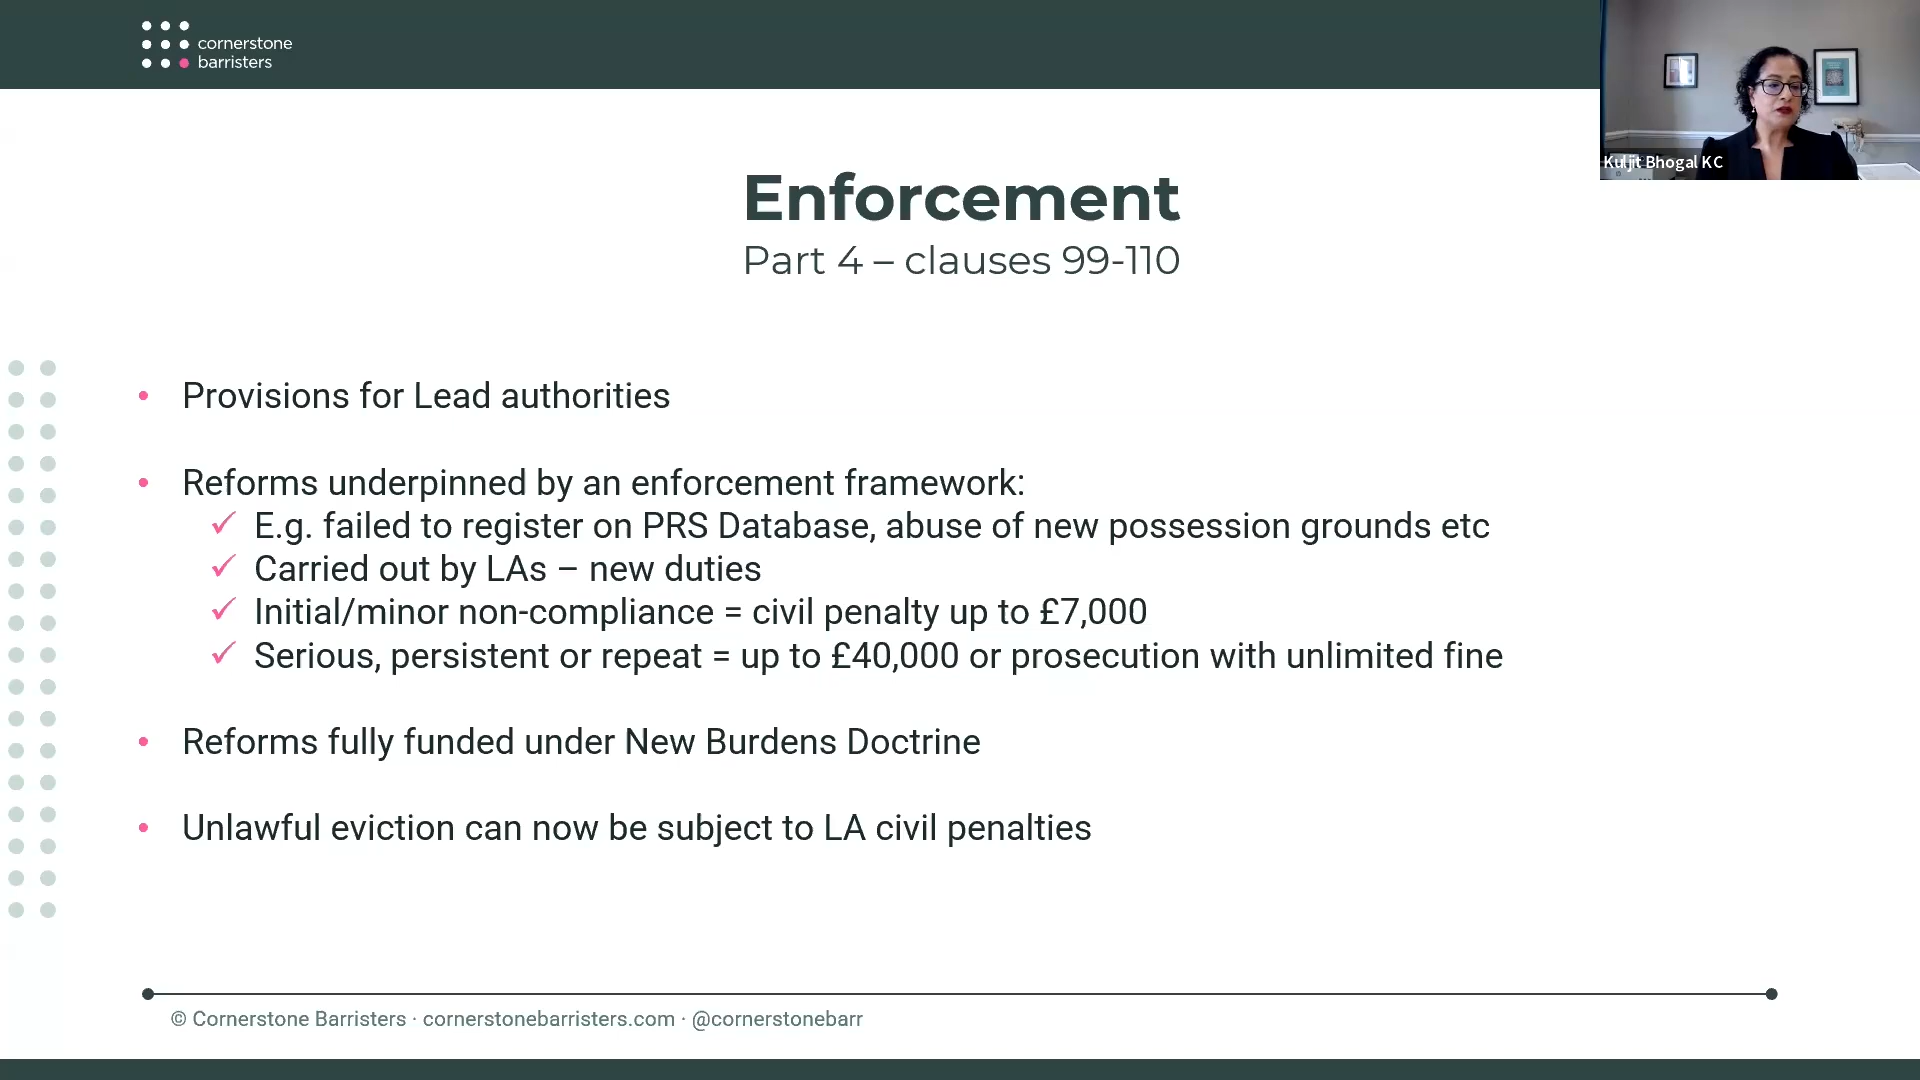 cornerstone
barristers
Kuljit Bhogal KC
Enforcement
Part 4 – clauses 99-110
• Provisions for Lead authorities
• Reforms underpinned by an enforcement framework:
✓ E.g. failed to register on PRS Database, abuse of new possession grounds etc
✓ Carried out by LAs – new duties
✓ Initial/minor non-compliance = civil penalty up to £7,000
✓ Serious, persistent or repeat = up to £40,000 or prosecution with unlimited fine
• Reforms fully funded under New Burdens Doctrine
• Unlawful eviction can now be subject to LA civil penalties
© Cornerstone Barristers · cornerstonebarristers.com · @cornerstonebarr